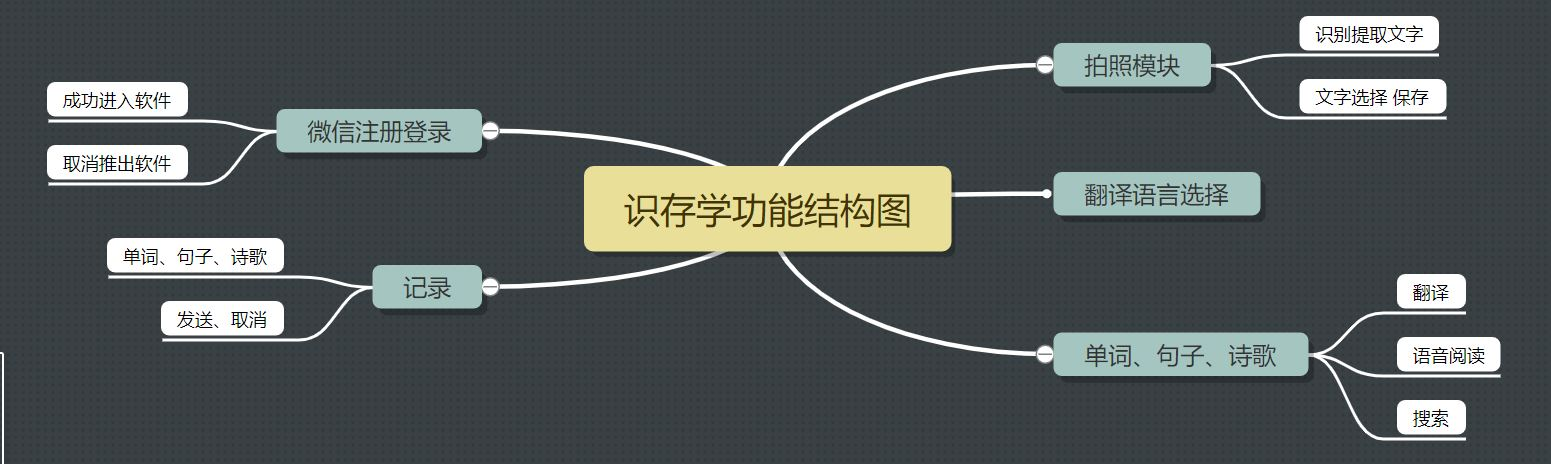 识存学功能结构图
拍照模块
识别提取文字
文字选择 保存
翻译语言选择
单词、句子、诗歌
翻译
语音阅读
搜索
微信注册登录
成功进入软件
取消推出软件
记录
单词、句子、诗歌
发送、取消